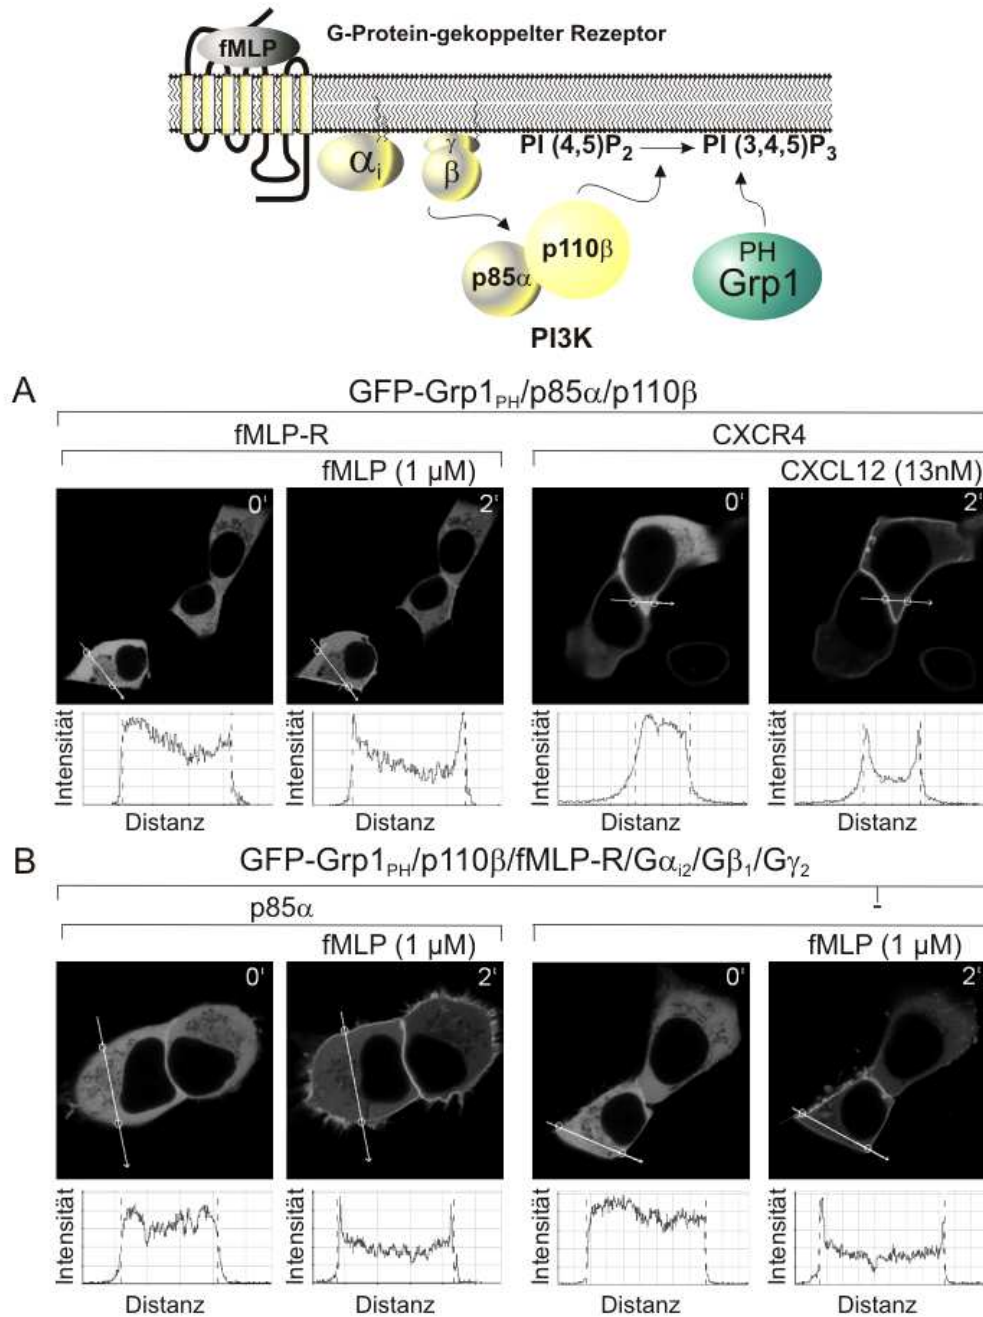 G-Protein-gekoppelter Rezeptor
fMLP
αi
γ
β
PI (4,5)P2
PI (3,4,5)P3
p110β
p85α
PH
Grp1
PI3K
A
GFP-Grp1PH/p85α/p110β
fMLP-R
CXCR4
fMLP (1 µM)
CXCL12 (13nM)
0'
2'
0'
2'
Intensität
Intensität
Intensität
Intensität
Distanz
Distanz
Distanz
Distanz
B
GFP-Grp1PH/p110β/fMLP-R/Gαi2/Gβ1/Gγ2
p85α
-
fMLP (1 µM)
fMLP (1 µM)
0'
2'
0'
2'
Intensität
Intensität
Intensität
Intensität
Distanz
Distanz
Distanz
Distanz